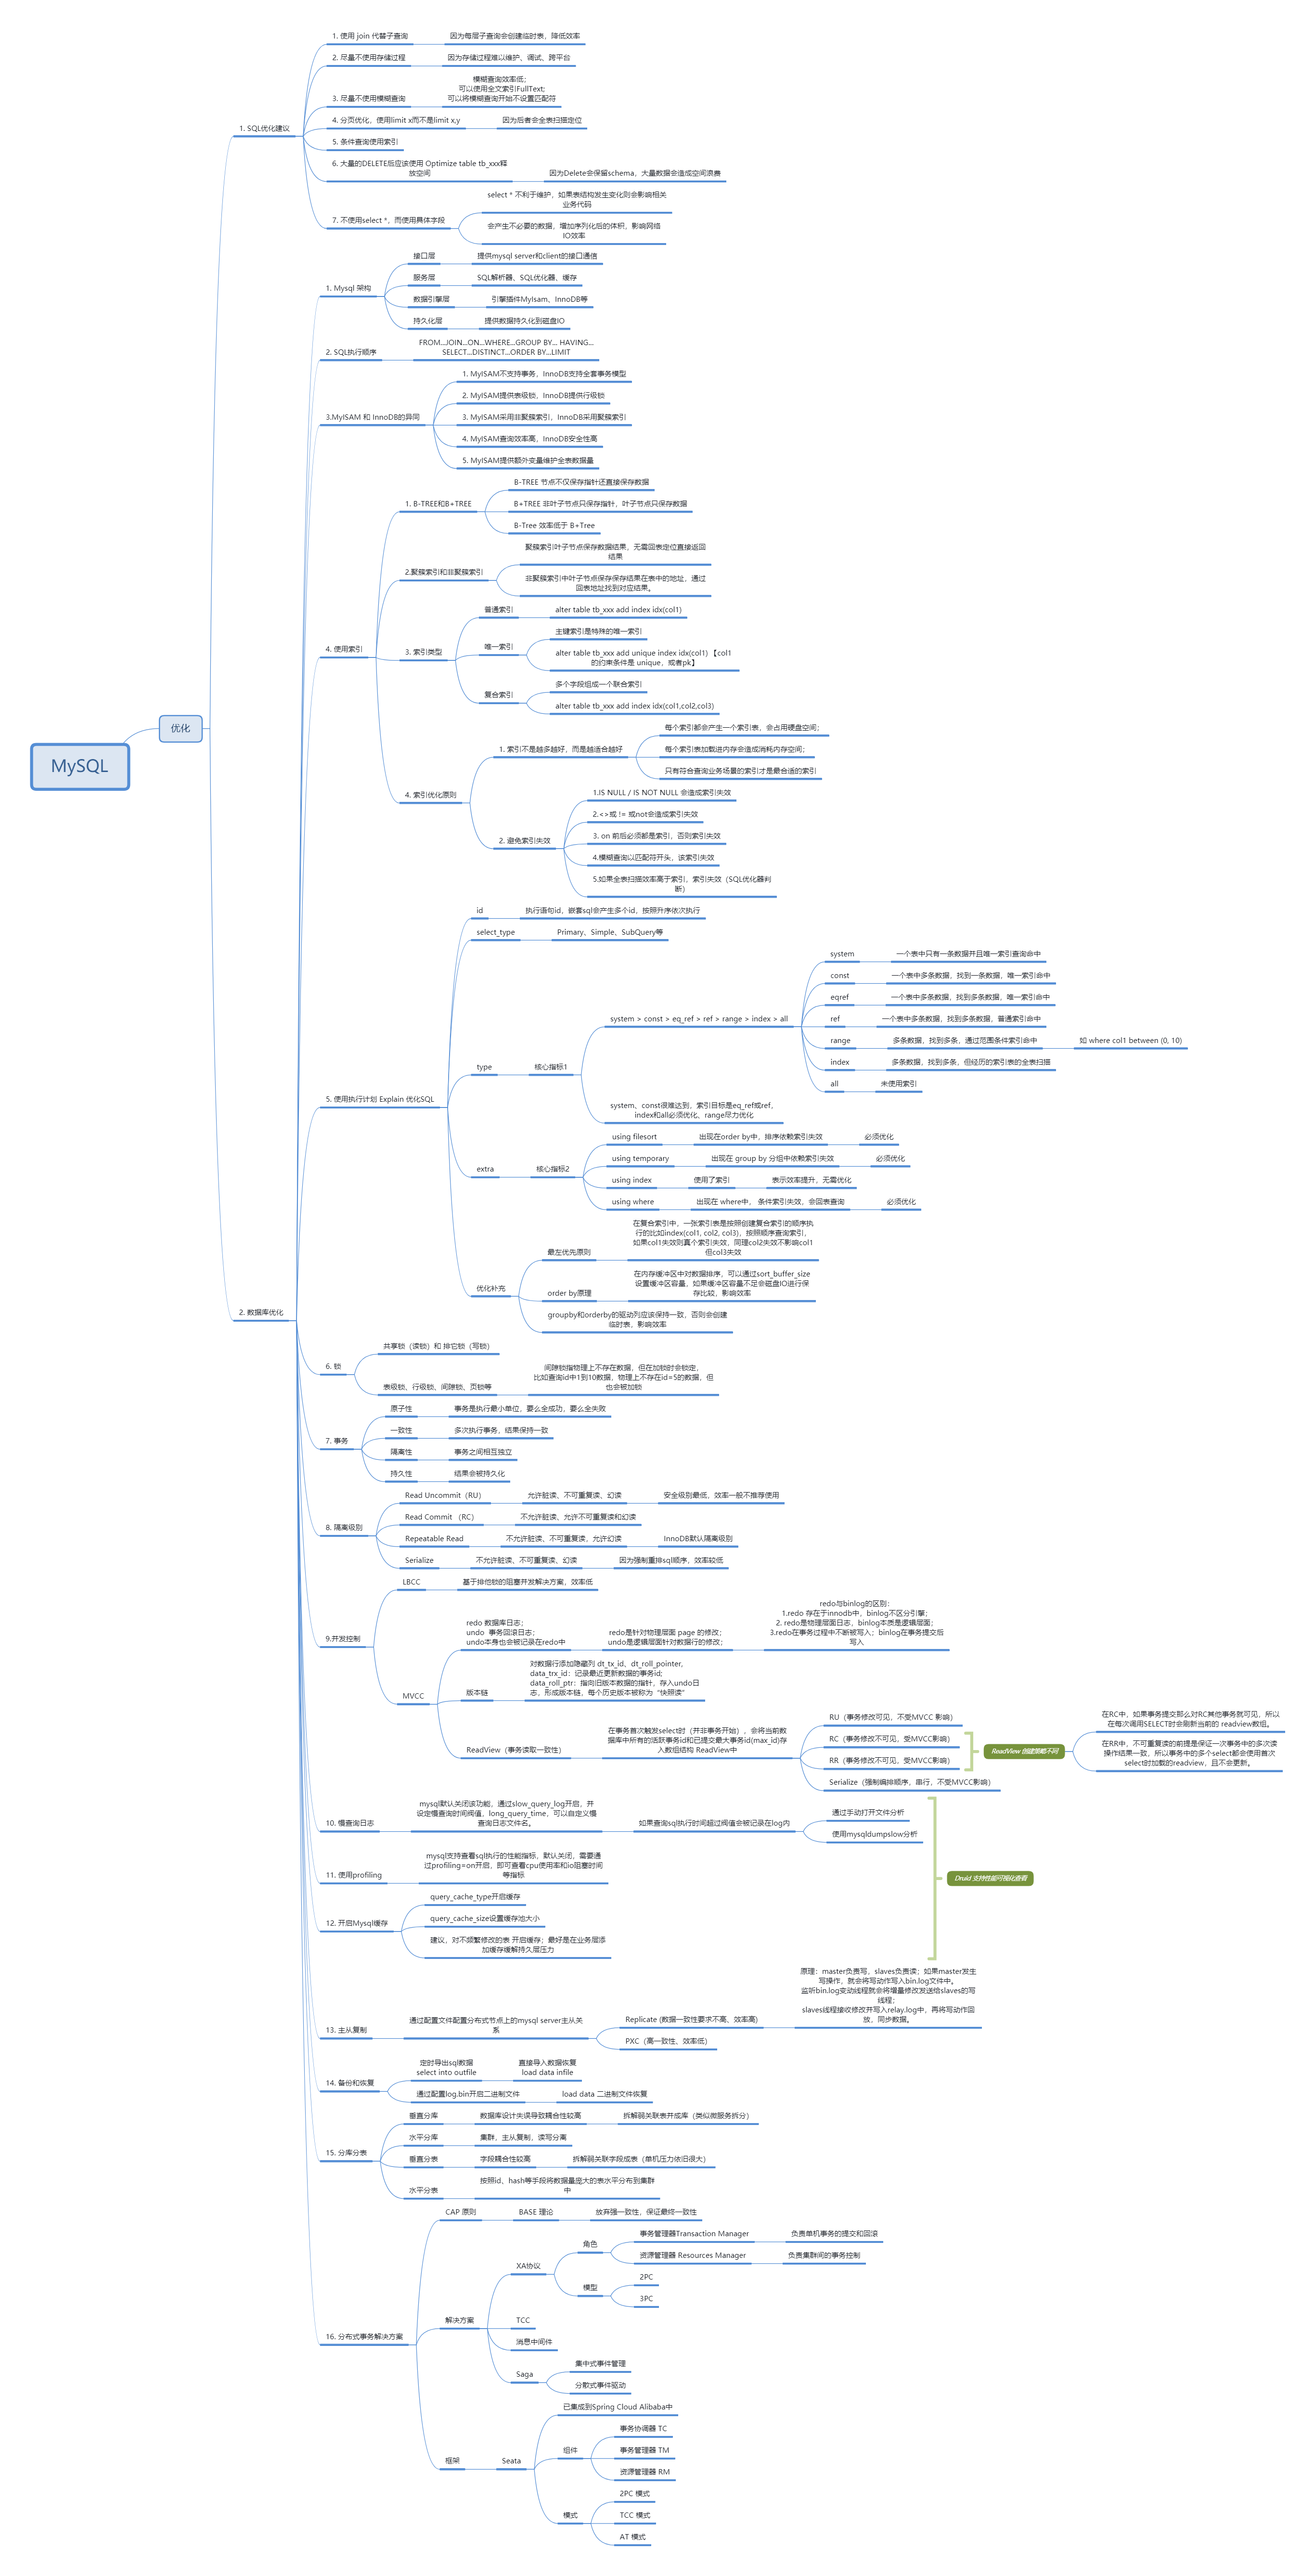 MySQL
优化
1. SQL优化建议
1. 使用 join 代替子查询
因为每层子查询会创建临时表，降低效率
2. 尽量不使用存储过程
因为存储过程难以维护、调试、跨平台
3. 尽量不使用模糊查询
模糊查询效率低；
可以使用全文索引FullText;
可以将模糊查询开始不设置匹配符
4. 分页优化，使用limit x而不是limit x,y
因为后者会全表扫描定位
5. 条件查询使用索引
6. 大量的DELETE后应该使用 Optimize table tb_xxx释
放空间
因为Delete会保留schema，大量数据会造成空间浪费
7. 不使用select *，而使用具体字段
select * 不利于维护，如果表结构发生变化则会影响相关
业务代码
会产生不必要的数据，增加序列化后的体积，影响网络
IO效率
2. 数据库优化
1. Mysql 架构
接口层
提供mysql server和client的接口通信
服务层
SQL解析器、SQL优化器、缓存
数据引擎层
引擎插件MyIsam、InnoDB等
持久化层
提供数据持久化到磁盘IO
2. SQL执行顺序
FROM...JOIN...ON...WHERE...GROUP BY... HAVING...
SELECT...DISTINCT...ORDER BY...LIMIT
3.MyISAM 和 InnoDB的异同
1. MyISAM不支持事务，InnoDB支持全套事务模型
2. MyISAM提供表级锁，InnoDB提供行级锁
3. MyISAM采用非聚簇索引，InnoDB采用聚簇索引
4. MyISAM查询效率高，InnoDB安全性高
5. MyISAM提供额外变量维护全表数据量
4. 使用索引
1. B-TREE和B+TREE
B-TREE 节点不仅保存指针还直接保存数据
B+TREE 非叶子节点只保存指针，叶子节点只保存数据
B-Tree 效率低于 B+Tree
2.聚簇索引和非聚簇索引
聚簇索引叶子节点保存数据结果，无需回表定位直接返回
结果
非聚簇索引中叶子节点保存保存结果在表中的地址，通过
回表地址找到对应结果。
3. 索引类型
普通索引
alter table tb_xxx add index idx(col1)
唯一索引
主键索引是特殊的唯一索引
alter table tb_xxx add unique index idx(col1) 【col1
的约束条件是 unique，或者pk】
复合索引
多个字段组成一个联合索引
alter table tb_xxx add index idx(col1,col2,col3)
4. 索引优化原则
1. 索引不是越多越好，而是越适合越好
每个索引都会产生一个索引表，会占用硬盘空间；
每个索引表加载进内存会造成消耗内存空间；
只有符合查询业务场景的索引才是最合适的索引
2. 避免索引失效
1.IS NULL / IS NOT NULL 会造成索引失效
2.<>或 != 或not会造成索引失效
3. on 前后必须都是索引，否则索引失效
4.模糊查询以匹配符开头，该索引失效
5.如果全表扫描效率高于索引，索引失效（SQL优化器判
断）
5. 使用执行计划 Explain 优化SQL
id
执行语句id，嵌套sql会产生多个id，按照升序依次执行
select_type
Primary、Simple、SubQuery等
type
核心指标1
system > const > eq_ref > ref > range > index > all
system
一个表中只有一条数据并且唯一索引查询命中
const
一个表中多条数据，找到一条数据，唯一索引命中
eqref
一个表中多条数据，找到多条数据，唯一索引命中
ref
一个表中多条数据，找到多条数据，普通索引命中
range
多条数据，找到多条，通过范围条件索引命中
如 where col1 between (0, 10)
index
多条数据，找到多条，但经历的索引表的全表扫描
all
未使用索引
system、const很难达到，索引目标是eq_ref或ref，
index和all必须优化、range尽力优化
extra
核心指标2
using filesort
出现在order by中，排序依赖索引失效
必须优化
using temporary
出现在 group by 分组中依赖索引失效
必须优化
using index
使用了索引
表示效率提升，无需优化
using where
出现在 where中，条件索引失效，会回表查询
必须优化
优化补充
最左优先原则
在复合索引中，一张索引表是按照创建复合索引的顺序执
行的比如index(col1, col2, col3)，按照顺序查询索引，
如果col1失效则真个索引失效，同理col2失效不影响col1
但col3失效
order by原理
在内存缓冲区中对数据排序，可以通过sort_buffer_size
设置缓冲区容量，如果缓冲区容量不足会磁盘IO进行保
存比较，影响效率
groupby和orderby的驱动列应该保持一致，否则会创建
临时表，影响效率
6. 锁
共享锁（读锁）和 排它锁（写锁）
表级锁、行级锁、间隙锁、页锁等
间隙锁指物理上不存在数据，但在加锁时会锁定，
比如查询id中1到10数据，物理上不存在id=5的数据，但
也会被加锁
7. 事务
原子性
事务是执行最小单位，要么全成功，要么全失败
一致性
多次执行事务，结果保持一致
隔离性
事务之间相互独立
持久性
结果会被持久化
8. 隔离级别
Read Uncommit（RU）
允许脏读、不可重复读、幻读
安全级别最低，效率一般不推荐使用
Read Commit （RC）
不允许脏读、允许不可重复读和幻读
Repeatable Read
不允许脏读、不可重复读、允许幻读
InnoDB默认隔离级别
Serialize
不允许脏读、不可重复读、幻读
因为强制重排sql顺序，效率较低
9.并发控制
LBCC
基于排他锁的阻塞并发解决方案，效率低
MVCC
redo 数据库日志；
undo 事务回滚日志；
undo本身也会被记录在redo中
redo是针对物理层面 page 的修改；
undo是逻辑层面针对数据行的修改；
redo与binlog的区别：
1.redo 存在于innodb中，binlog不区分引擎；
2. redo是物理层面日志，binlog本质是逻辑层面；
3.redo在事务过程中不断被写入；binlog在事务提交后
写入
版本链
对数据行添加隐藏列 dt_tx_id、dt_roll_pointer，
data_trx_id：记录最近更新数据的事务id;
data_roll_ptr：指向旧版本数据的指针，存入undo日
志，形成版本链，每个历史版本被称为“快照读”
ReadView（事务读取一致性）
在事务首次触发select时（并非事务开始），会将当前数
据库中所有的活跃事务id和已提交最大事务id(max_id)存
入数组结构 ReadView中
RU（事务修改可见，不受MVCC 影响）
RC（事务修改不可见，受MVCC影响）
RR（事务修改不可见，受MVCC影响）
Serialize（强制编排顺序，串行，不受MVCC影响）
ReadView 创建策略不同
在RC中，如果事务提交那么对RC其他事务就可见，所以
在每次调用SELECT时会刷新当前的 readview数组。
在RR中，不可重复读的前提是保证一次事务中的多次读
操作结果一致，所以事务中的多个select都会使用首次
select时加载的readview，且不会更新。
10. 慢查询日志
mysql默认关闭该功能，通过slow_query_log开启，并
设定慢查询时间阀值，long_query_time，可以自定义慢
查询日志文件名。
如果查询sql执行时间超过阀值会被记录在log内
通过手动打开文件分析
使用mysqldumpslow分析
11. 使用profiling
mysql支持查看sql执行的性能指标，默认关闭，需要通
过profiling=on开启，即可查看cpu使用率和io阻塞时间
等指标
Druid 支持性能可视化查看
12. 开启Mysql缓存
query_cache_type开启缓存
query_cache_size设置缓存池大小
建议，对不频繁修改的表 开启缓存；最好是在业务层添
加缓存缓解持久层压力
13. 主从复制
通过配置文件配置分布式节点上的mysql server主从关
系
Replicate (数据一致性要求不高、效率高)
原理：master负责写，slaves负责读；如果master发生
写操作，就会将写动作写入bin.log文件中。
监听bin.log变动线程就会将增量修改发送给slaves的写
线程；
slaves线程接收修改并写入relay.log中，再将写动作回
放，同步数据。
PXC（高一致性、效率低）
14. 备份和恢复
定时导出sql数据
select into outfile
直接导入数据恢复
load data infile
通过配置log.bin开启二进制文件
load data 二进制文件恢复
15. 分库分表
垂直分库
数据库设计失误导致耦合性较高
拆解弱关联表并成库（类似微服务拆分）
水平分库
集群，主从复制，读写分离
垂直分表
字段耦合性较高
拆解弱关联字段成表（单机压力依旧很大）
水平分表
按照id、hash等手段将数据量庞大的表水平分布到集群
中
16. 分布式事务解决方案
CAP 原则
BASE 理论
放弃强一致性，保证最终一致性
解决方案
XA协议
角色
事务管理器Transaction Manager
负责单机事务的提交和回滚
资源管理器 Resources Manager
负责集群间的事务控制
模型
2PC
3PC
TCC
消息中间件
Saga
集中式事件管理
分散式事件驱动
框架
Seata
已集成到Spring Cloud Alibaba中
组件
事务协调器 TC
事务管理器 TM
资源管理器 RM
模式
2PC 模式
TCC 模式
AT 模式